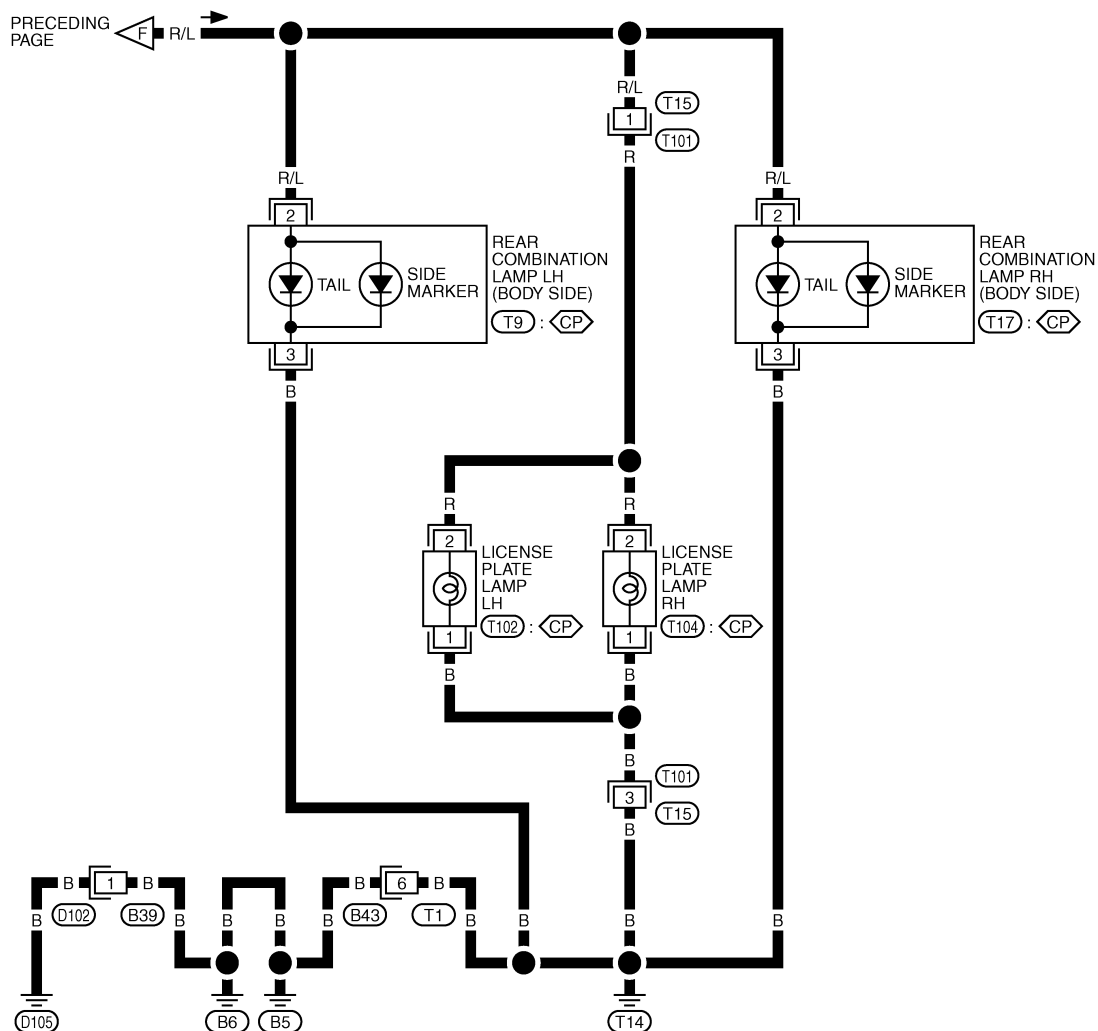 PRECEDING
PAGE
F
R/L
R/L
T15
1
T101
R
R/L
R/L
2
2
TAIL
SIDE
MARKER
REAR
COMBINATION
LAMP LH
(BODY SIDE)
T9 : CP
TAIL
SIDE
MARKER
REAR
COMBINATION
LAMP RH
(BODY SIDE)
T17 : CP
3
3
B
B
R
R
2
2
LICENSE
PLATE
LAMP
LH
T102 : CP
LICENSE
PLATE
LAMP
RH
T104 : CP
1
1
B
B
B
T101
3
T15
B
B 1 B
B 6 B
D102
B39
B43
T1
B
B
B
B
B
B
B
B
B
D105
B6
B5
T14